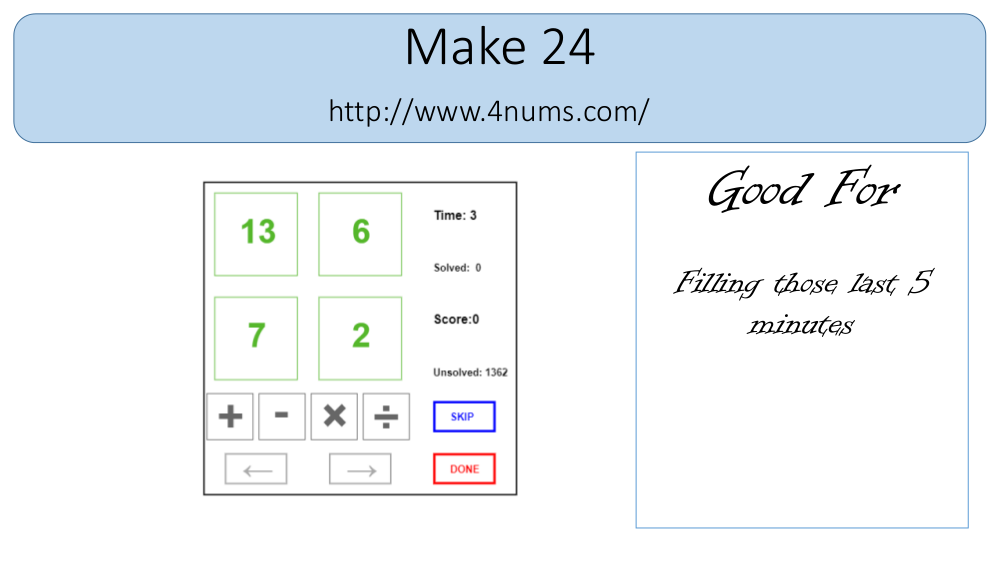 Make 24
http://www.4nums.com/
Good For
Filling those last 5
minutes
13 6
Time: 3
Solved: 0
7 2
Score:0
Unsolved: 1362
+ - × ÷
SKIP
← →
DONE